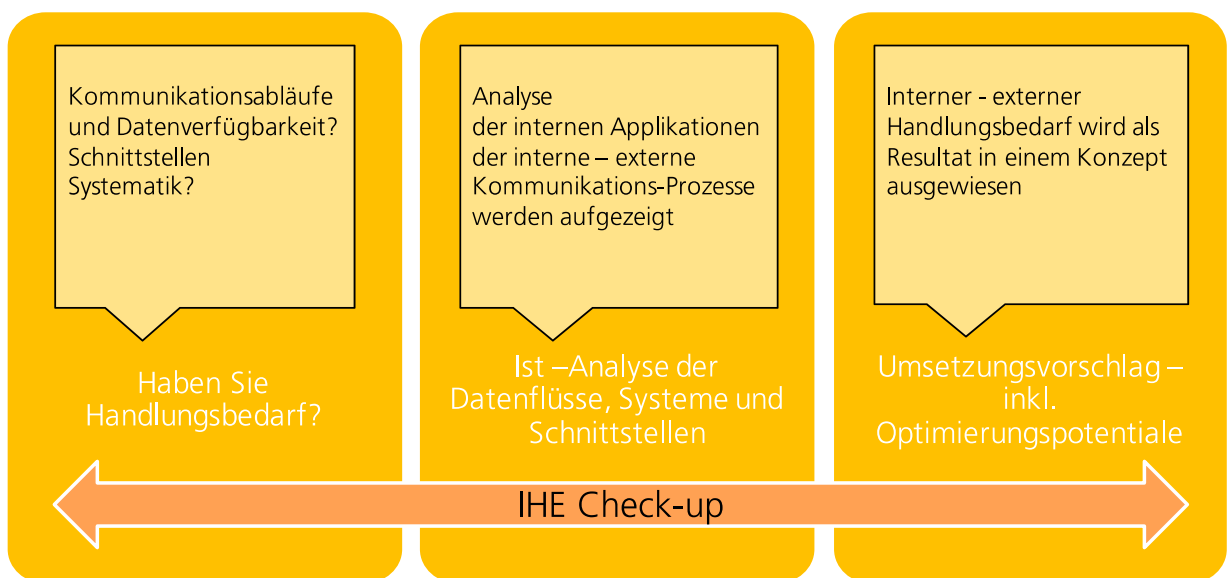 Kommunikationsabläufe
und Datenverfügbarkeit?
Schnittstellen
Systematik?
Haben Sie
Handlungsbedarf?
Analyse
der internen Applikationen
der interne – externe
Kommunikations-Prozesse
werden aufgezeigt
Ist –Analyse der
Datenflüsse, Systeme und
Schnittstellen
Interner - externer
Handlungsbedarf wird als
Resultat in einem Konzept
ausgewiesen
Umsetzungsvorschlag –
inkl.
Optimierungspotentiale
IHE Check-up